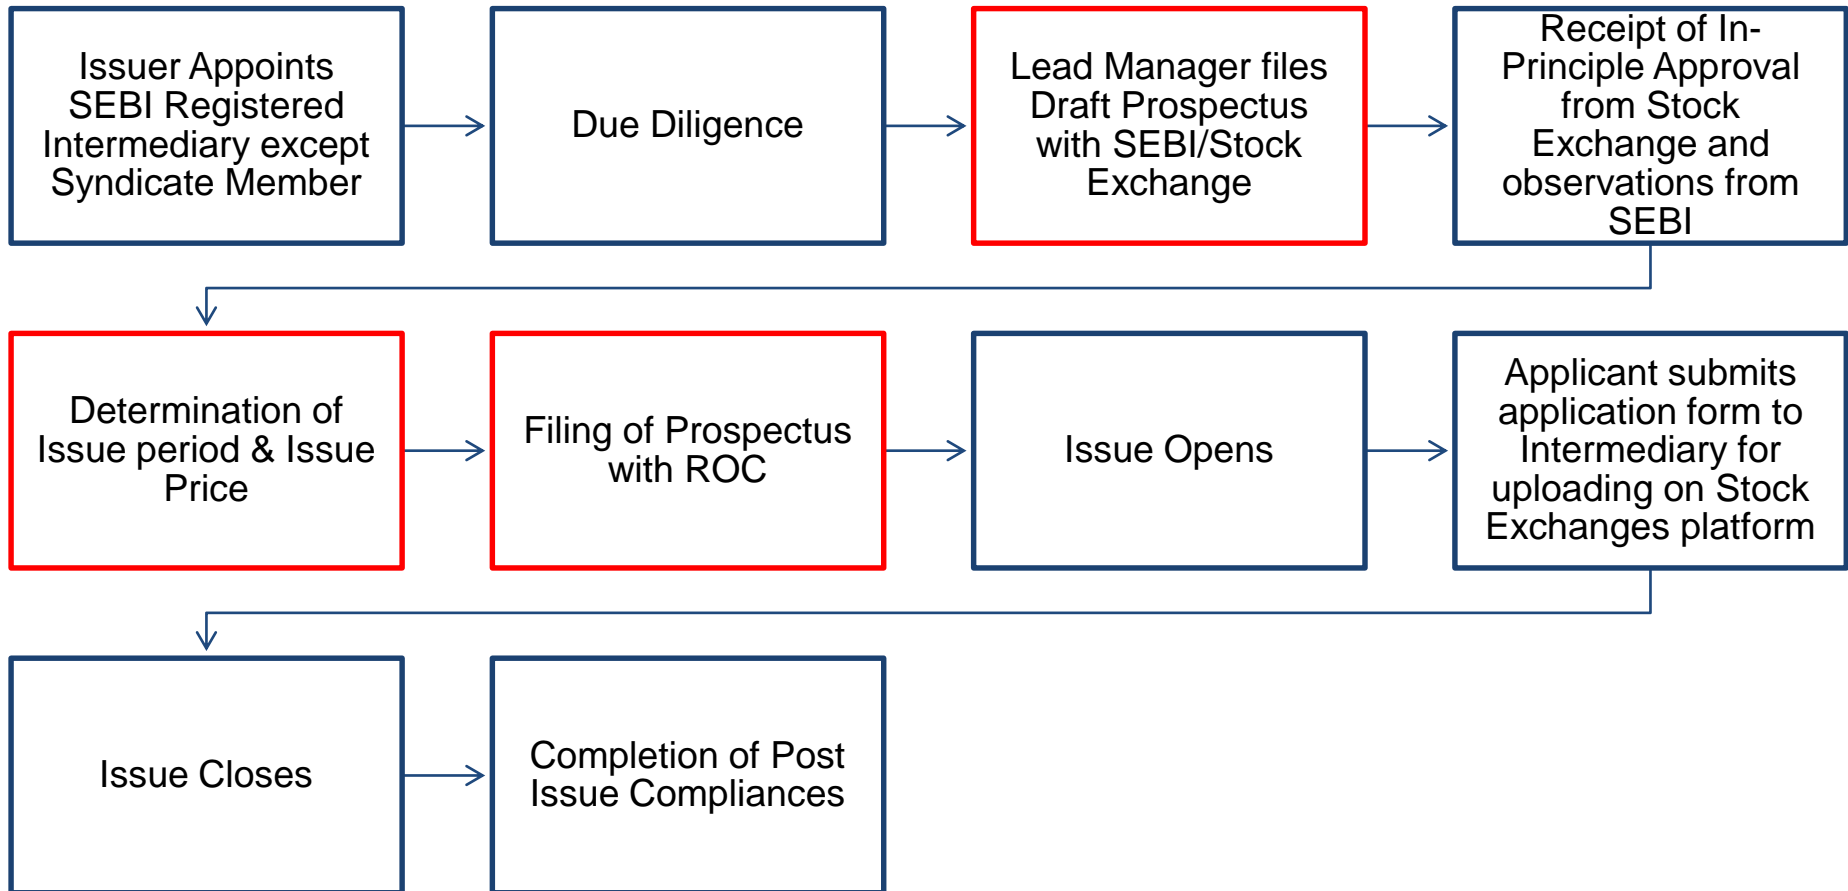 Issuer Appoints
SEBI Registered
Intermediary except
Syndicate Member
Due Diligence
Lead Manager files
Draft Prospectus
with SEBI/Stock
Exchange
Receipt of In-
Principle Approval
from Stock
Exchange and
observations from
SEBI
Determination of
Issue period & Issue
Price
Filing of Prospectus
with ROC
Issue Opens
Applicant submits
application form to
Intermediary for
uploading on Stock
Exchanges platform
Issue Closes
Completion of Post
Issue Compliances